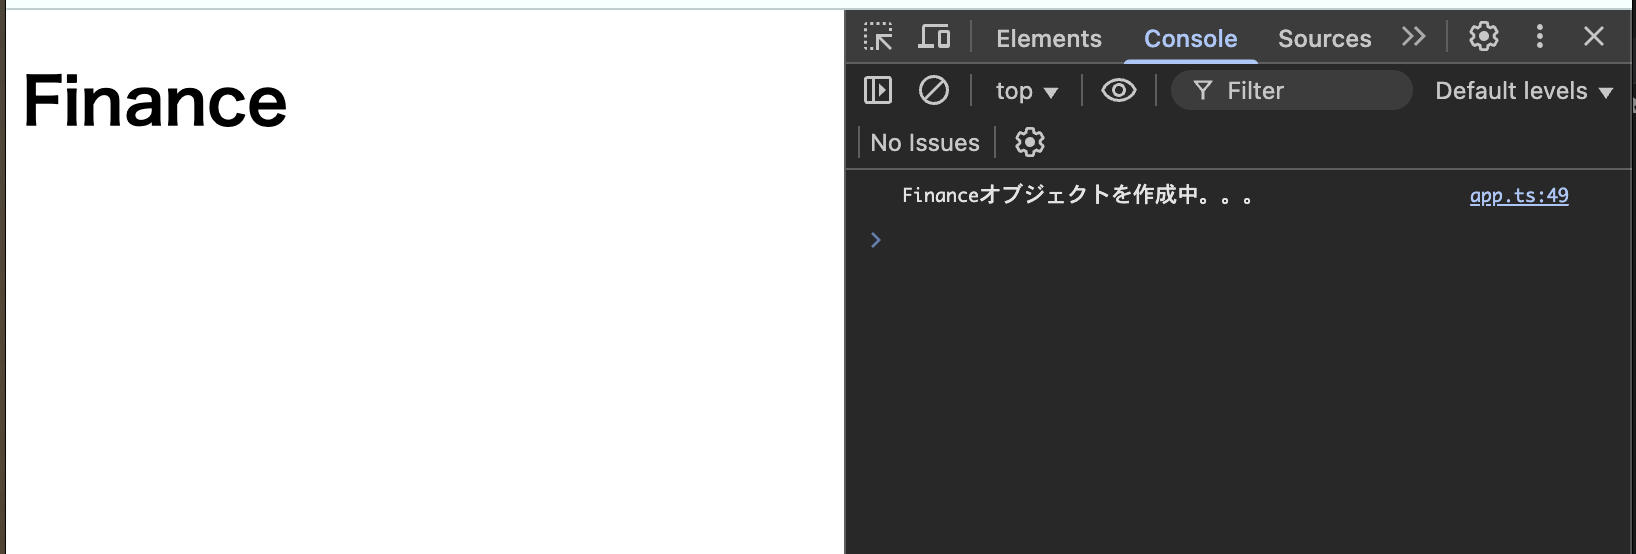 Finance
Elements Console Sources
top Filter Default levels
No Issues
Financeオブジェクトを作成中。。。 app.ts:49